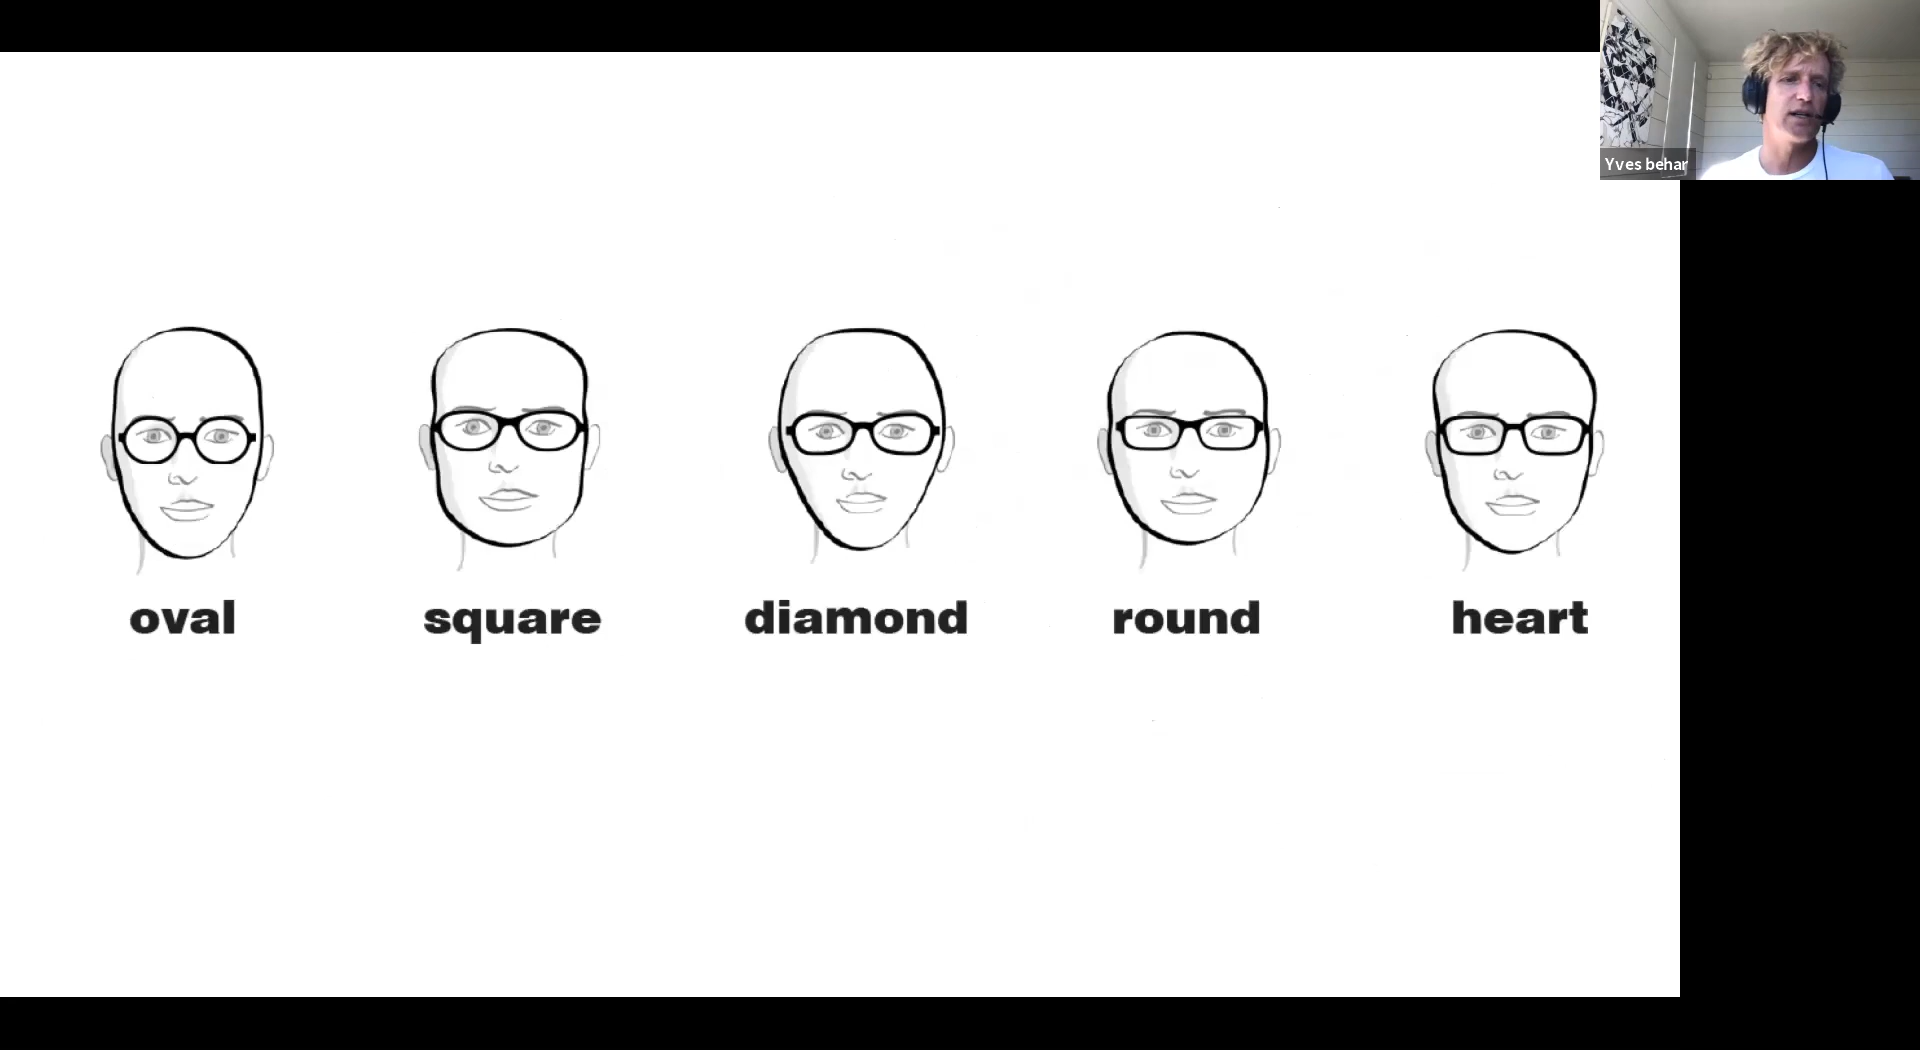 Yves behar
oval
square
diamond
round
heart